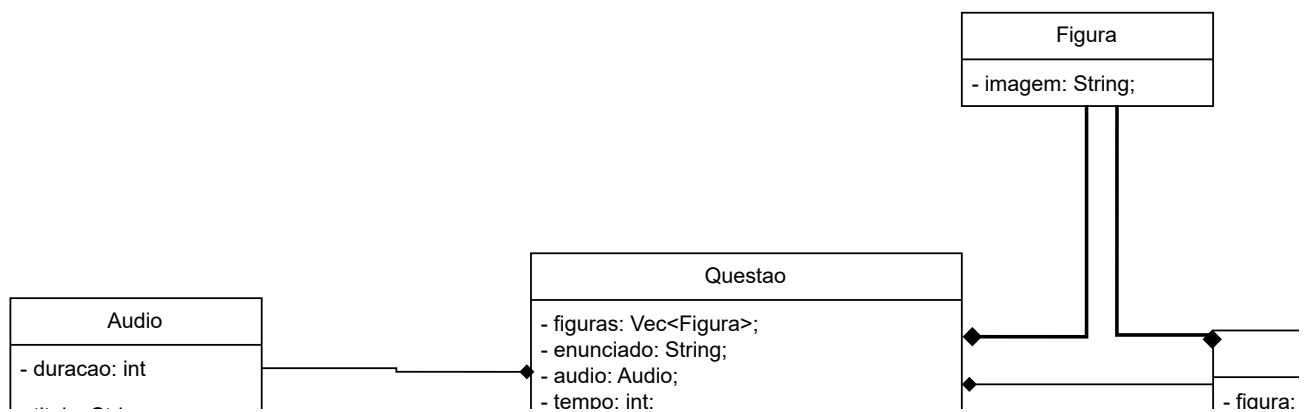 Figura
- imagem: String;
Questao
- figuras: Vec<Figura>;
- enunciado: String;
- audio: Audio;
- tempo: int;
Audio
- duracao: int
- figura: